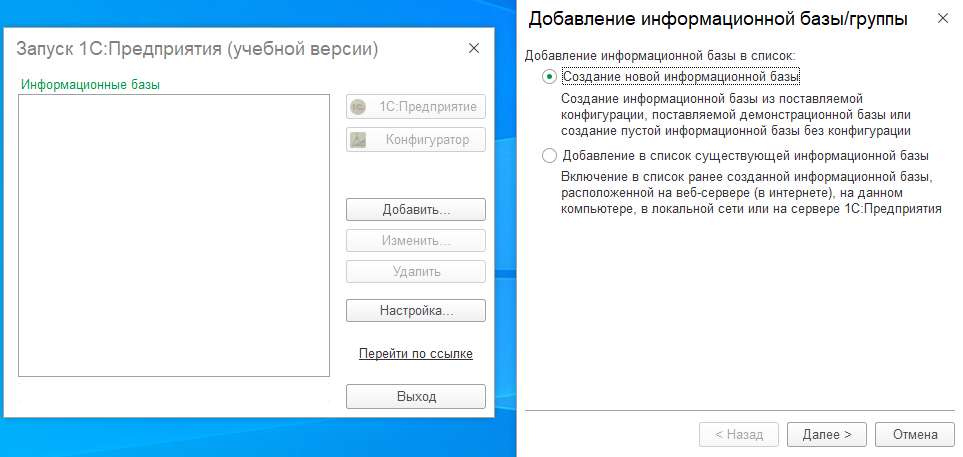 Запуск 1С:Предприятия (учебной версии)
Информационные базы
1С:Предприятие
Конфигуратор
Добавить...
Изменить...
Удалить
Настройка...
Перейти по ссылке
Выход
Добавление информационной базы/группы
Добавление информационной базы в список:
Создание новой информационной базы
Создание информационной базы из поставляемой
конфигурации, поставляемой демонстрационной базы или
создание пустой информационной базы без конфигурации
Добавление в список существующей информационной базы
Включение в список ранее созданной информационной базы,
расположенной на веб-сервере (в интернете), на данном
компьютере, в локальной сети или на сервере 1С:Предприятия
< Назад
Далее >
Отмена